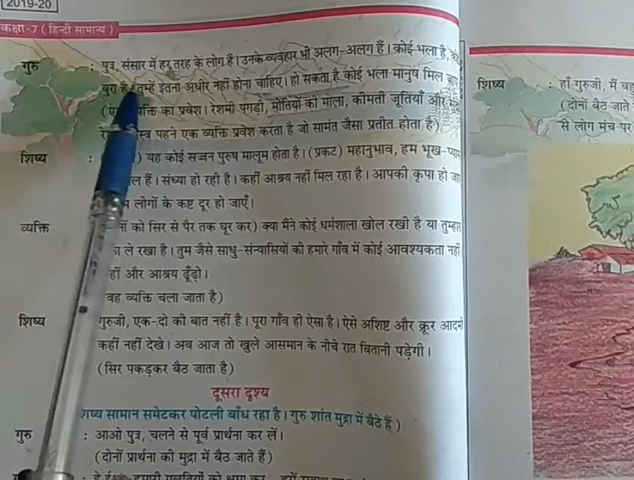 2019-20
कक्षा-7 (हिन्दी सामान्य)
गुरु : पुत्र, संसार में हर तरह के लोग हैं। उनके व्यवहार भी अलग-अलग हैं। कोई भला है,
बुरा है। तुम्हें इतना अधीर नहीं होना चाहिए। हो सकता है कोई भला मानुष मिल
का प्रवेश। रेशमी पगड़ी, मोतियों की माला, कीमती जूतियाँ और
पहने एक व्यक्ति प्रवेश करता है जो सामंत जैसा प्रतीत होता है)
शिष्य : ) यह कोई सज्जन पुरुष मालूम होता है। (प्रकट) महानुभाव, हम भूख-
हैं। संध्या हो रही है। कहीं आश्रय नहीं मिल रहा है। आपकी कृपा हो
लोगों के कष्ट दूर हो जाएँ।
व्यक्ति को सिर से पैर तक घूर कर) क्या मैंने कोई धर्मशाला खोल रखी है या
ले रखा है। तुम जैसे साधु-संन्यासियों की हमारे गाँव में कोई आवश्यकता
और आश्रय ढूँढ़ो।
वह व्यक्ति चला जाता है)
शिष्य गुरुजी, एक-दो की बात नहीं है। पूरा गाँव ही ऐसा है। ऐसे अशिष्ट और क्रूर
कहीं नहीं देखे। अब आज तो खुले आसमान के नीचे रात बितानी पड़ेगी।
(सिर पकड़कर बैठ जाता है)
दूसरा दृश्य
सामान समेटकर पोटली बाँध रहा है। गुरु शांत मुद्रा में बैठे हैं)
गुरु : आओ पुत्र, चलने से पूर्व प्रार्थना कर लें।
(दोनों प्रार्थना की मुद्रा में बैठ जाते हैं)
शिष्य : हाँ गुरुजी, मैं
(दोनों बैठ जाते
से लोग मंच पर